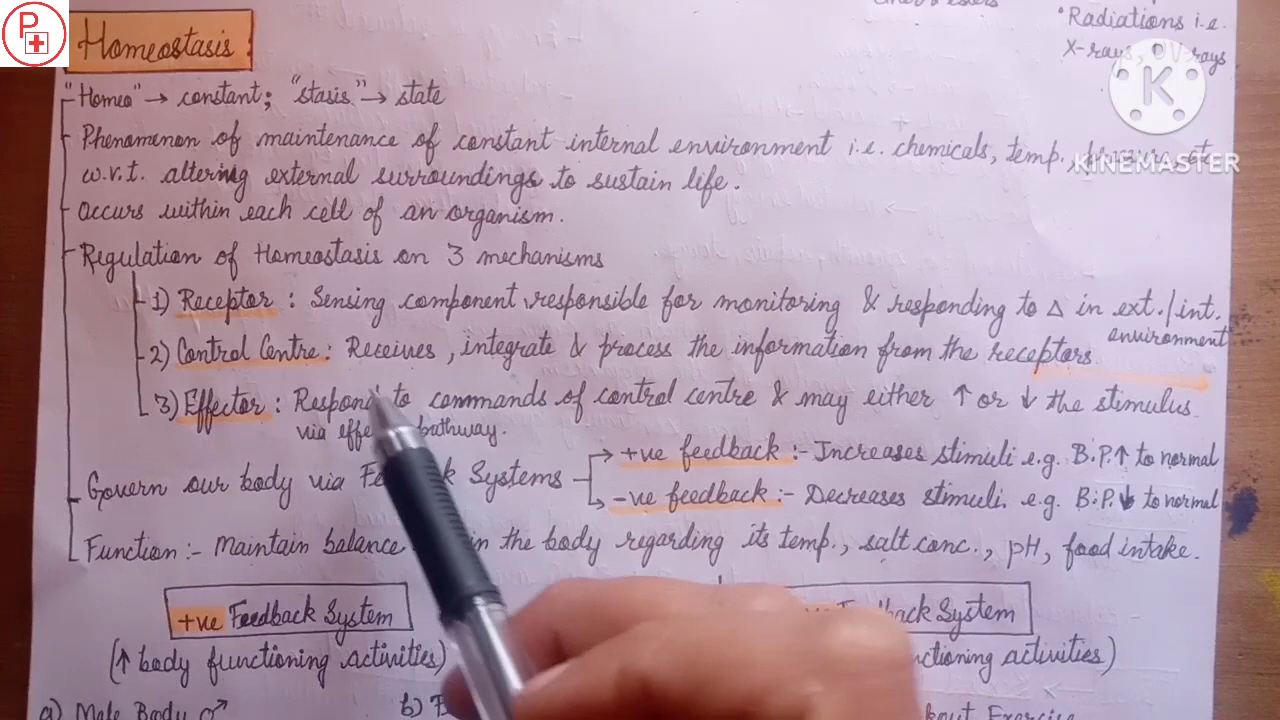 P
• Radiations i.e.
X-rays, UV-rays
K
KINEMASTER
Homeostasis:
"Homeo" → constant; "stasis" → state
Phenomenon of maintenance of constant internal environment i.e. chemicals, temp.
w.r.t. altering external surroundings to sustain life.
Occurs within each cell of an organism.
Regulation of Homeostasis on 3 mechanisms
1) Receptor : Sensing component responsible for monitoring & responding to Δ in ext./int.
environment
2) Control Centre : Receives, integrate & process the information from the receptors.
3) Effector : Respond to commands of control centre & may either ↑ or ↓ the stimulus.
via pathway.
Govern our body via Systems
+ve feedback :- Increases stimuli e.g. B.P. ↑ to normal
-ve feedback :- Decreases stimuli. e.g. B.P. ↓ to normal
Function :- Maintain balance in the body regarding its temp., salt conc., pH, food intake.
+ve Feedback System
Feedback System
(↑ body functioning activities)
activities)
a) Male Body ♂
b)
Exercise